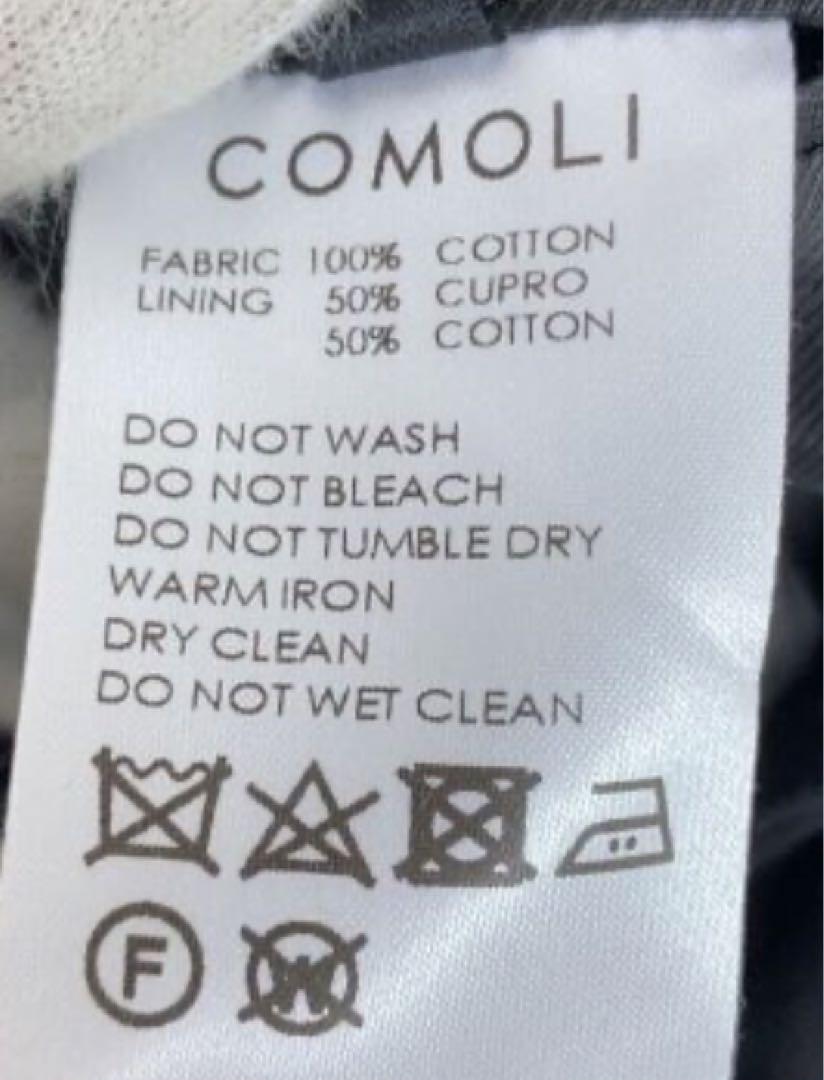 COMOLI
FABRIC 100% COTTON
LINING 50% CUPRO
50% COTTON
DO NOT WASH
DO NOT BLEACH
DO NOT TUMBLE DRY
WARM IRON
DRY CLEAN
DO NOT WET CLEAN
F W